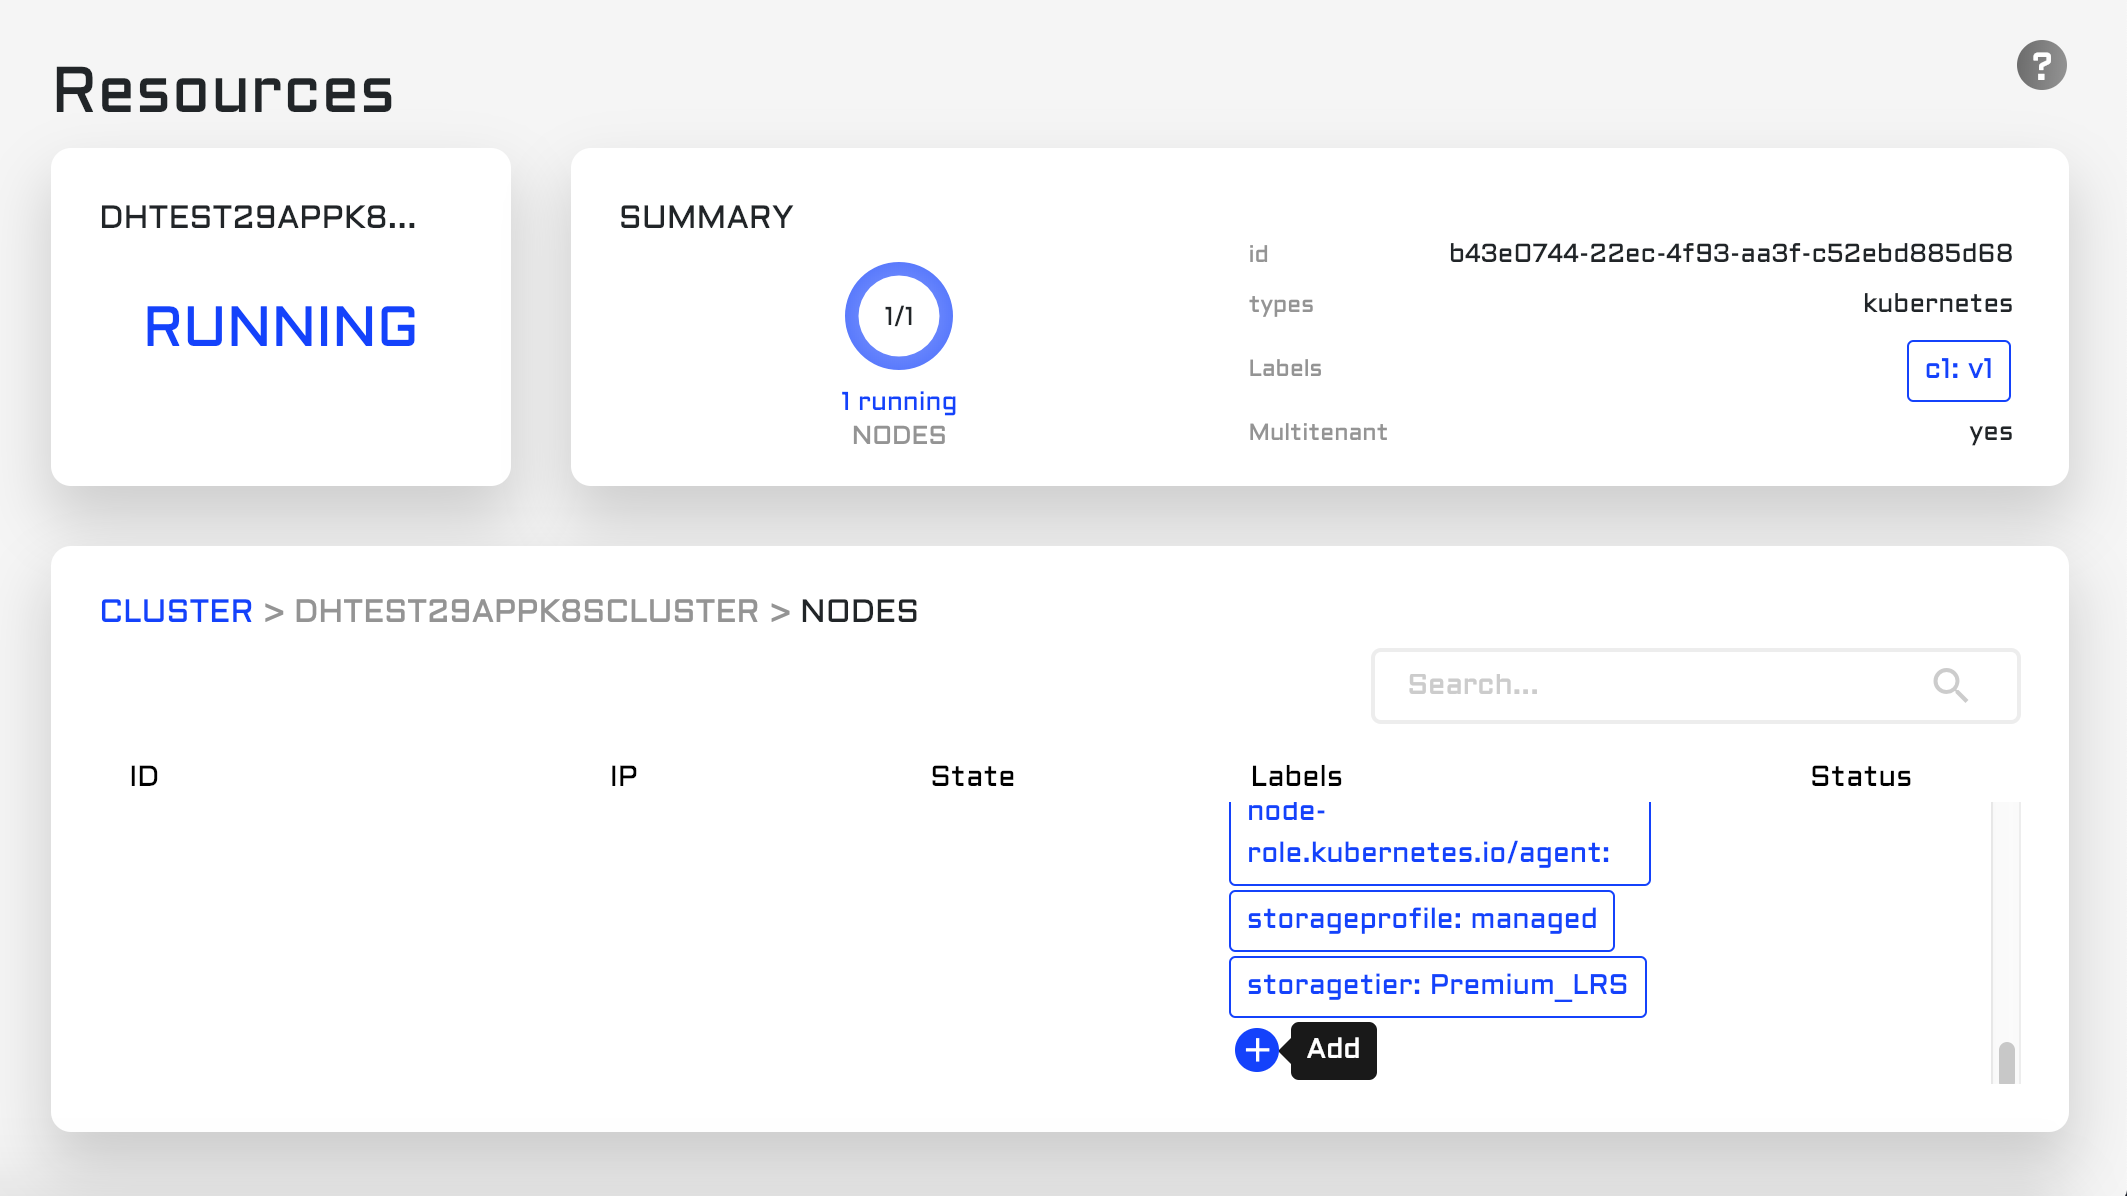 Resources
?
DHTEST29APPK8...
RUNNING
SUMMARY
1/1
1 running
NODES
id b43e0744-22ec-4f93-aa3f-c52ebd885d68
types kubernetes
Labels c1: v1
Multitenant yes
CLUSTER > DHTEST29APPK8SCLUSTER > NODES
Search...
ID IP State Labels Status
node-
role.kubernetes.io/agent:
storageprofile: managed
storagetier: Premium_LRS
Add